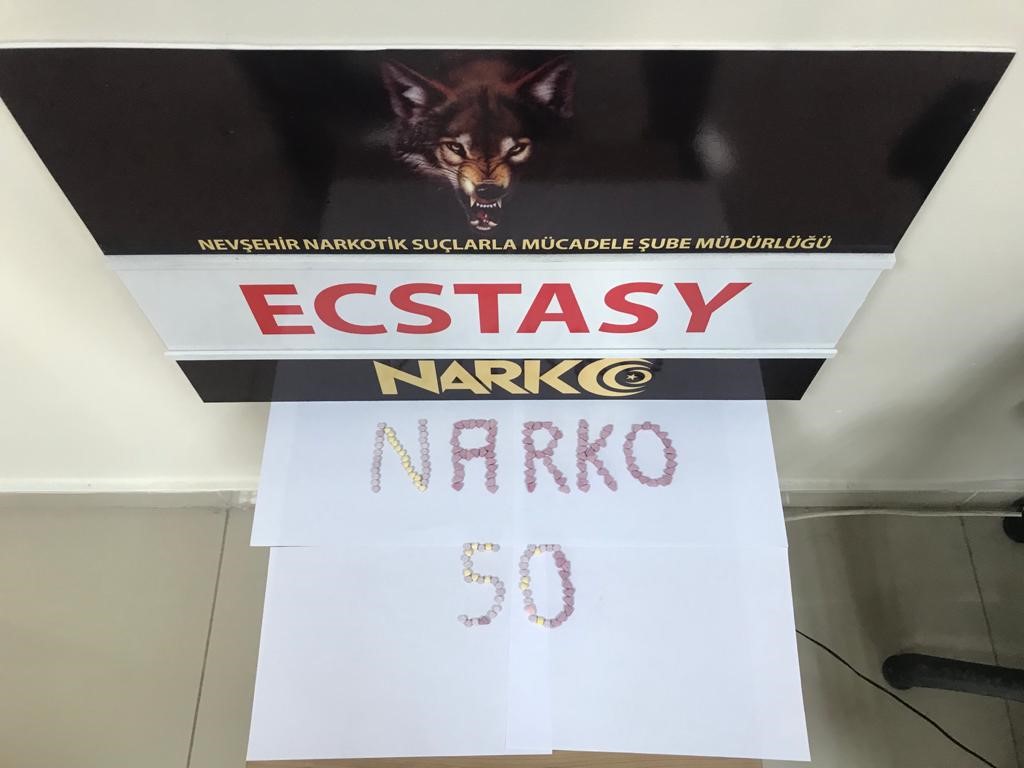 NEVŞEHİR NARKOTİK SUÇLARLA MÜCADELE ŞUBE MÜDÜRLÜĞÜ
ECSTASY
NARKO
NARKO
50